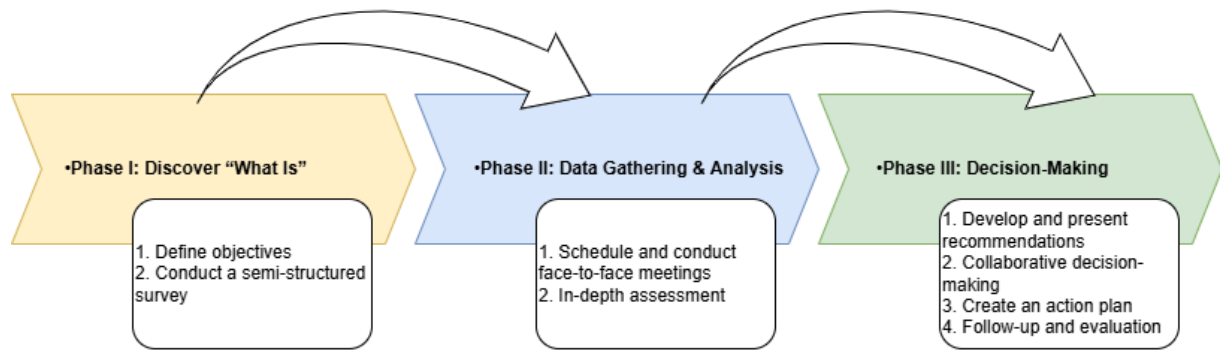 •Phase I: Discover “What Is”
1. Define objectives
2. Conduct a semi-structured
survey
•Phase II: Data Gathering & Analysis
1. Schedule and conduct
face-to-face meetings
2. In-depth assessment
•Phase III: Decision-Making
1. Develop and present
recommendations
2. Collaborative decision-
making
3. Create an action plan
4. Follow-up and evaluation